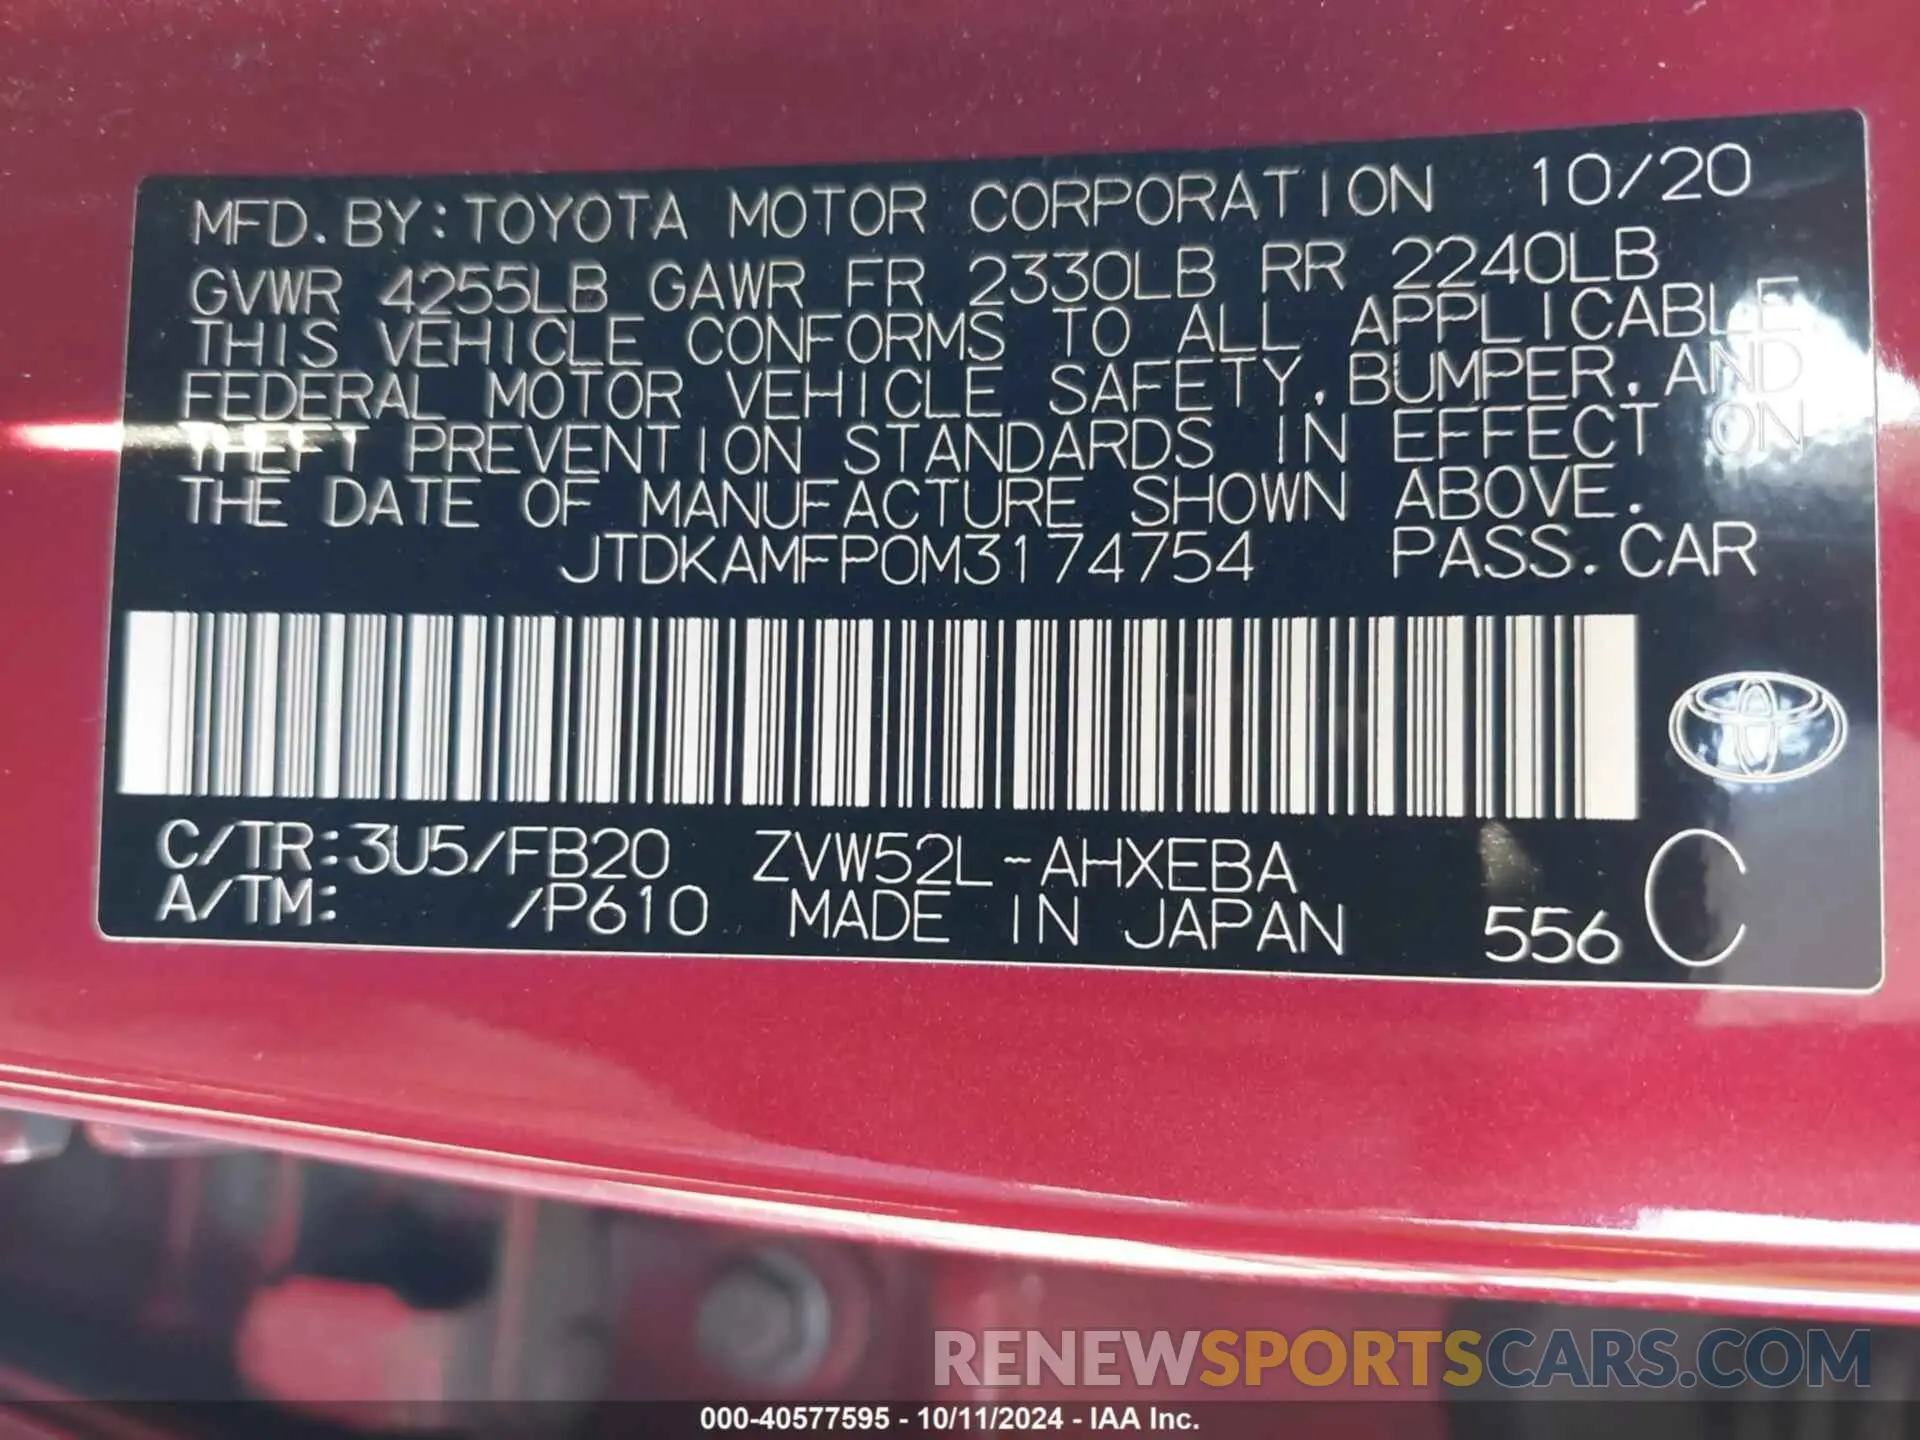 MFD. BY: TOYOTA MOTOR CORPORATION 10/20
GVWR 4255LB GAWR FR 2330LB RR 2240LB
THIS VEHICLE CONFORMS TO ALL APPLICABLE
FEDERAL MOTOR VEHICLE SAFETY, BUMPER, AND
THEFT PREVENTION STANDARDS IN EFFECT ON
THE DATE OF MANUFACTURE SHOWN ABOVE.
JTDKAMFP0M3174754 PASS. CAR
C/TR: 3U5/FB20 ZVW52L-AHXEBA
A/TM: /P610 MADE IN JAPAN 556 C
RENEWSPORTSCARS.COM
000-40577595 - 10/11/2024 - IAA Inc.